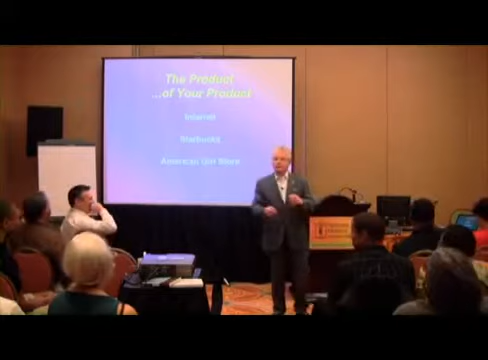 The Product
...of Your Product
Internet
Starbucks
American Girl Store